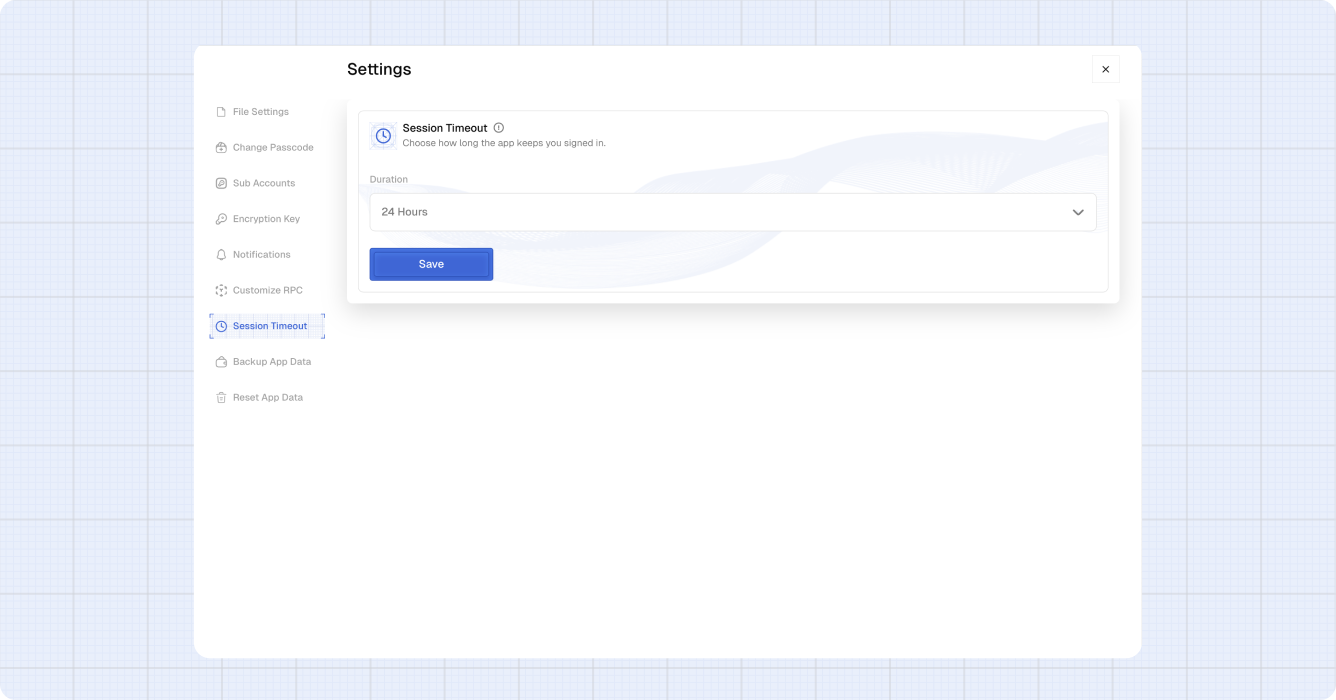 Settings
File Settings
Change Passcode
Sub Accounts
Encryption Key
Notifications
Customize RPC
Session Timeout
Backup App Data
Reset App Data
Session Timeout
Choose how long the app keeps you signed in.
Duration
24 Hours
Save